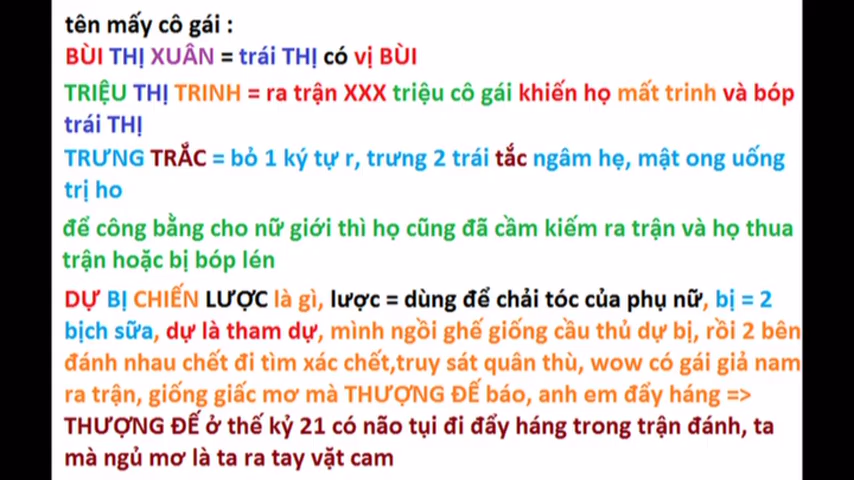 tên mấy cô gái :
BÙI THỊ XUÂN = trái THỊ có vị BÙI
TRIỆU THỊ TRINH = ra trận XXX triệu cô gái khiến họ mất trinh và bóp
trái THỊ
TRƯNG TRẮC = bỏ 1 ký tự r, trưng 2 trái tắc ngâm hẹ, mật ong uống
trị ho
để công bằng cho nữ giới thì họ cũng đã cầm kiếm ra trận và họ thua
trận hoặc bị bóp lén
DỰ BỊ CHIẾN LƯỢC là gì, lược = dùng để chải tóc của phụ nữ, bị = 2
bịch sữa, dự là tham dự, mình ngồi ghế giống cầu thủ dự bị, rồi 2 bên
đánh nhau chết đi tìm xác chết,truy sát quân thù, wow có gái giả nam
ra trận, giống giấc mơ mà THƯỢNG ĐẾ báo, anh em đẩy háng =>
THƯỢNG ĐẾ ở thế kỷ 21 có não tụi đi đẩy háng trong trận đánh, ta
mà ngủ mơ là ta ra tay vặt cam